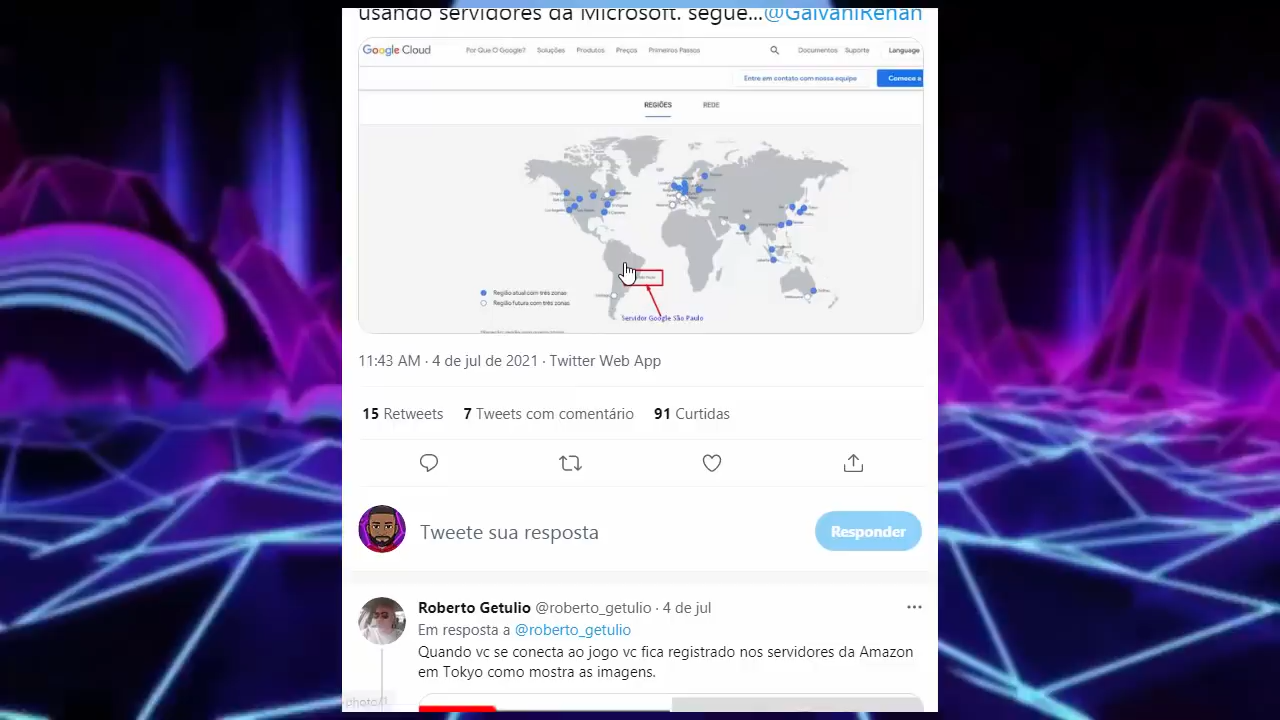 usando servidores da Microsoft. segue...@GalvaniRenan
Google Cloud
Por Que O Google? Soluções Produtos Preços Primeiros Passos Documentos Suporte Language
Entre em contato com nossa equipe
Comece a
REGIÕES REDE
Região atual com três zonas
Região futura com três zonas
Servidor Google São Paulo
11:43 AM · 4 de jul de 2021 · Twitter Web App
15 Retweets 7 Tweets com comentário 91 Curtidas
Tweete sua resposta
Responder
Roberto Getulio @roberto_getulio · 4 de jul
Em resposta a @roberto_getulio
Quando vc se conecta ao jogo vc fica registrado nos servidores da Amazon
em Tokyo como mostra as imagens.
photo/1